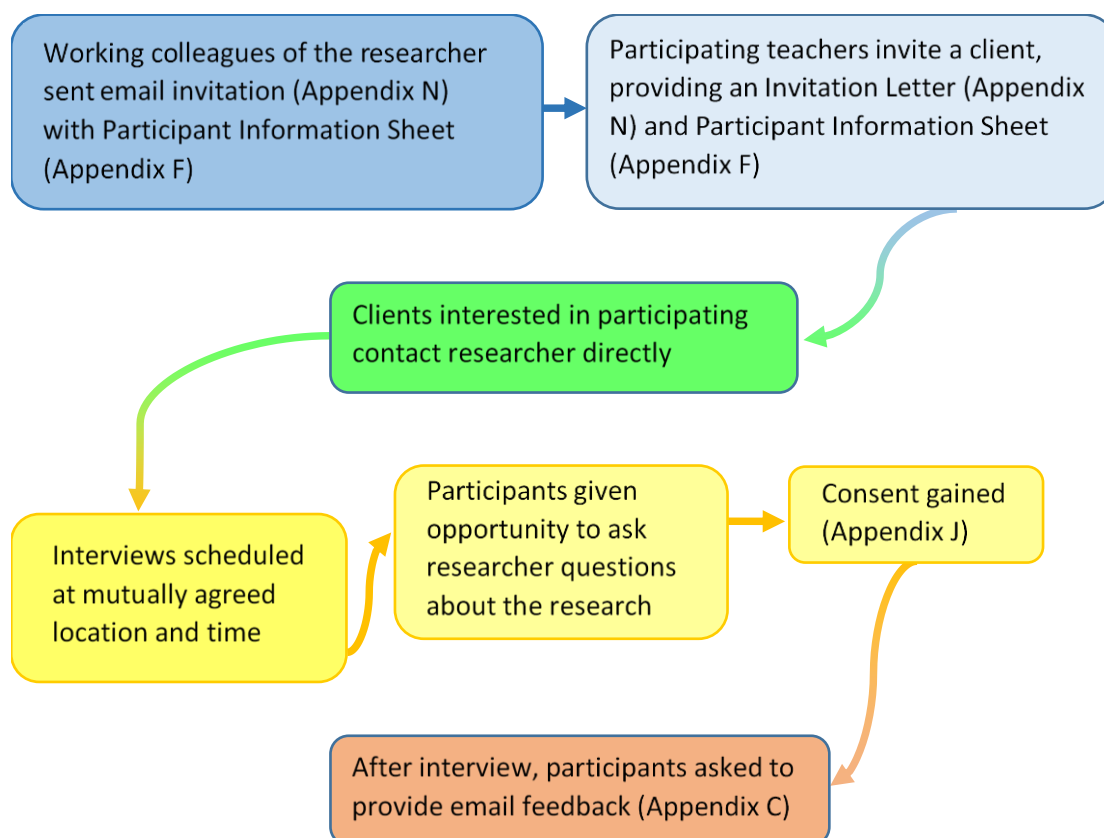 Working colleagues of the researcher
sent email invitation (Appendix N)
with Participant Information Sheet
(Appendix F)
Participating teachers invite a client,
providing an Invitation Letter (Appendix
N) and Participant Information Sheet
(Appendix F)
Clients interested in participating
contact researcher directly
Interviews scheduled
at mutually agreed
location and time
Participants given
opportunity to ask
researcher questions
about the research
Consent gained
(Appendix J)
After interview, participants asked to
provide email feedback (Appendix C)